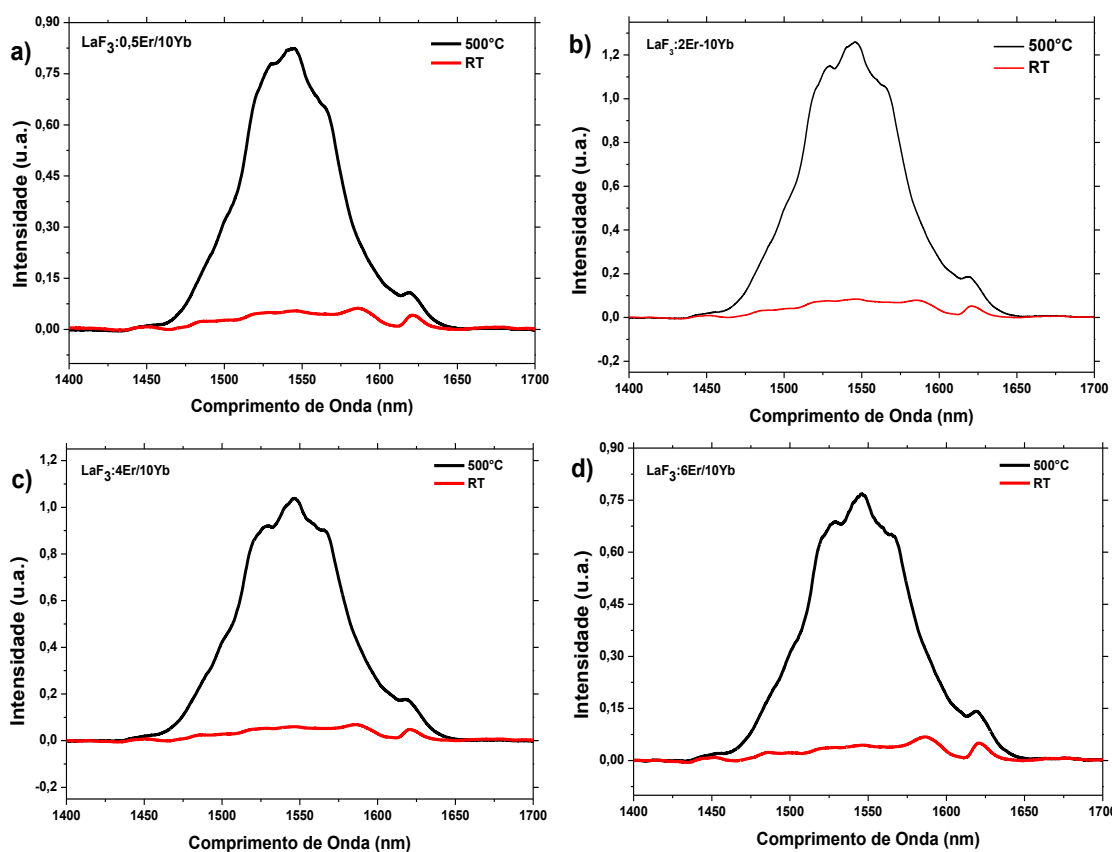 a)
LaF3:0,5Er/10Yb
500°C
RT
0,90
0,75
0,60
0,45
0,30
0,15
0,00
Intensidade (u.a.)
1400 1450 1500 1550 1600 1650 1700
Comprimento de Onda (nm)
b)
LaF3:2Er-10Yb
500°C
RT
1,2
1,0
0,8
0,6
0,4
0,2
0,0
-0,2
Intensidade (u.a.)
1400 1450 1500 1550 1600 1650 1700
Comprimento de Onda (nm)
c)
LaF3:4Er/10Yb
500°C
RT
1,2
1,0
0,8
0,6
0,4
0,2
0,0
-0,2
Intensidade (u.a.)
1400 1450 1500 1550 1600 1650 1700
Comprimento de Onda (nm)
d)
LaF3:6Er/10Yb
500°C
RT
0,90
0,75
0,60
0,45
0,30
0,15
0,00
Intensidade (u.a.)
1400 1450 1500 1550 1600 1650 1700
Comprimento de Onda (nm)